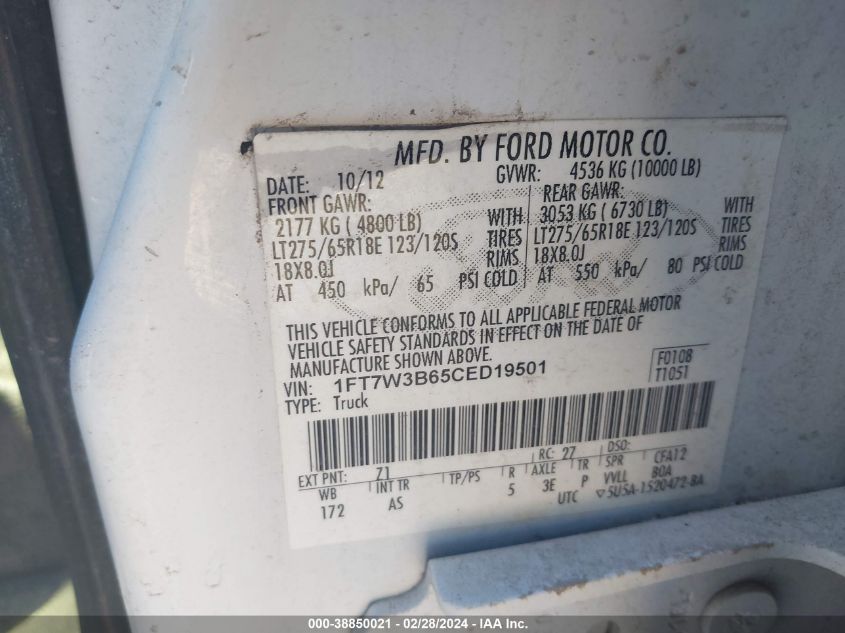 MFD. BY FORD MOTOR CO.
DATE: 10/12 GVWR: 4536 KG (10000 LB)
FRONT GAWR: REAR GAWR:
2177 KG ( 4800 LB) WITH 3053 KG ( 6730 LB) WITH
LT275/65R18E 123/120S TIRES LT275/65R18E 123/120S TIRES
18X8.0J RIMS 18X8.0J RIMS
AT 450 kPa/ 65 PSI COLD AT 550 kPa/ 80 PSI COLD
THIS VEHICLE CONFORMS TO ALL APPLICABLE FEDERAL MOTOR
VEHICLE SAFETY STANDARDS IN EFFECT ON THE DATE OF
MANUFACTURE SHOWN ABOVE.
VIN: 1FT7W3B65CED19501 F0108
TYPE: Truck T1051
EXT PNT: Z1 RC: 27 DSO:
WB INT TR TP/PS R AXLE TR SPR CFA12
172 AS 5 3E P VVLL BOA
UTC ▽5U5A-1520472-BA
000-38850021 - 02/28/2024 - IAA Inc.